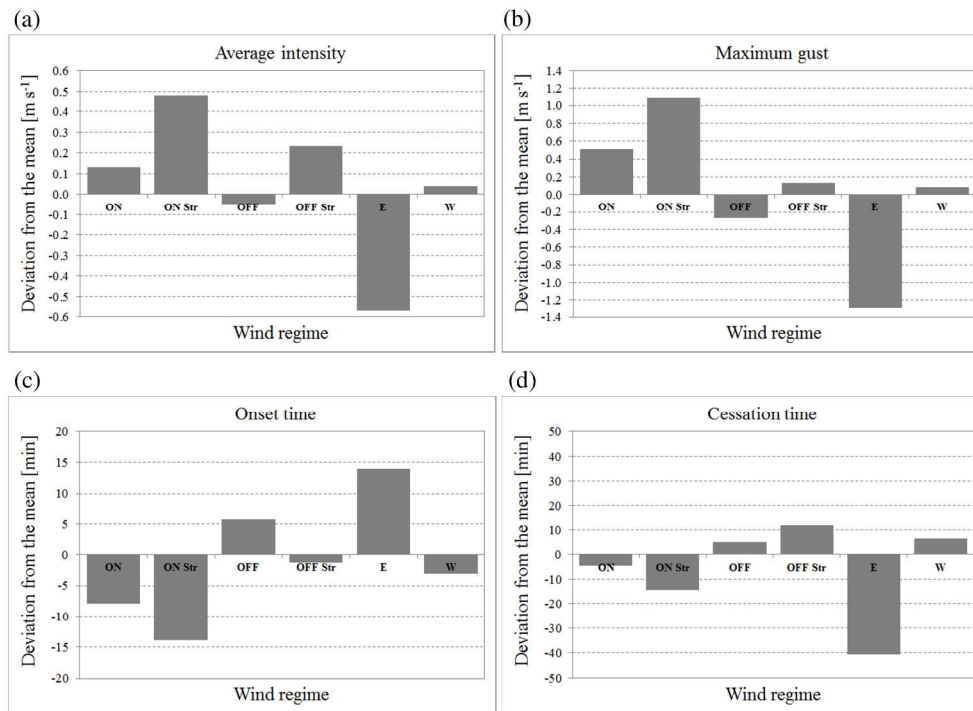 (a)
Average intensity
Deviation from the mean [m s⁻¹]
0.6
0.5
0.4
0.3
0.2
0.1
0.0
-0.1
-0.2
-0.3
-0.4
-0.5
-0.6
ON ON Str OFF OFF Str E W
Wind regime
(b)
Maximum gust
Deviation from the mean [m s⁻¹]
1.4
1.2
1.0
0.8
0.6
0.4
0.2
0.0
-0.2
-0.4
-0.6
-0.8
-1.0
-1.2
-1.4
ON ON Str OFF OFF Str E W
Wind regime
(c)
Onset time
Deviation from the mean [min]
20
15
10
5
0
-5
-10
-15
-20
ON ON Str OFF OFF Str E W
Wind regime
(d)
Cessation time
Deviation from the mean [min]
50
40
30
20
10
0
-10
-20
-30
-40
-50
ON ON Str OFF OFF Str E W
Wind regime